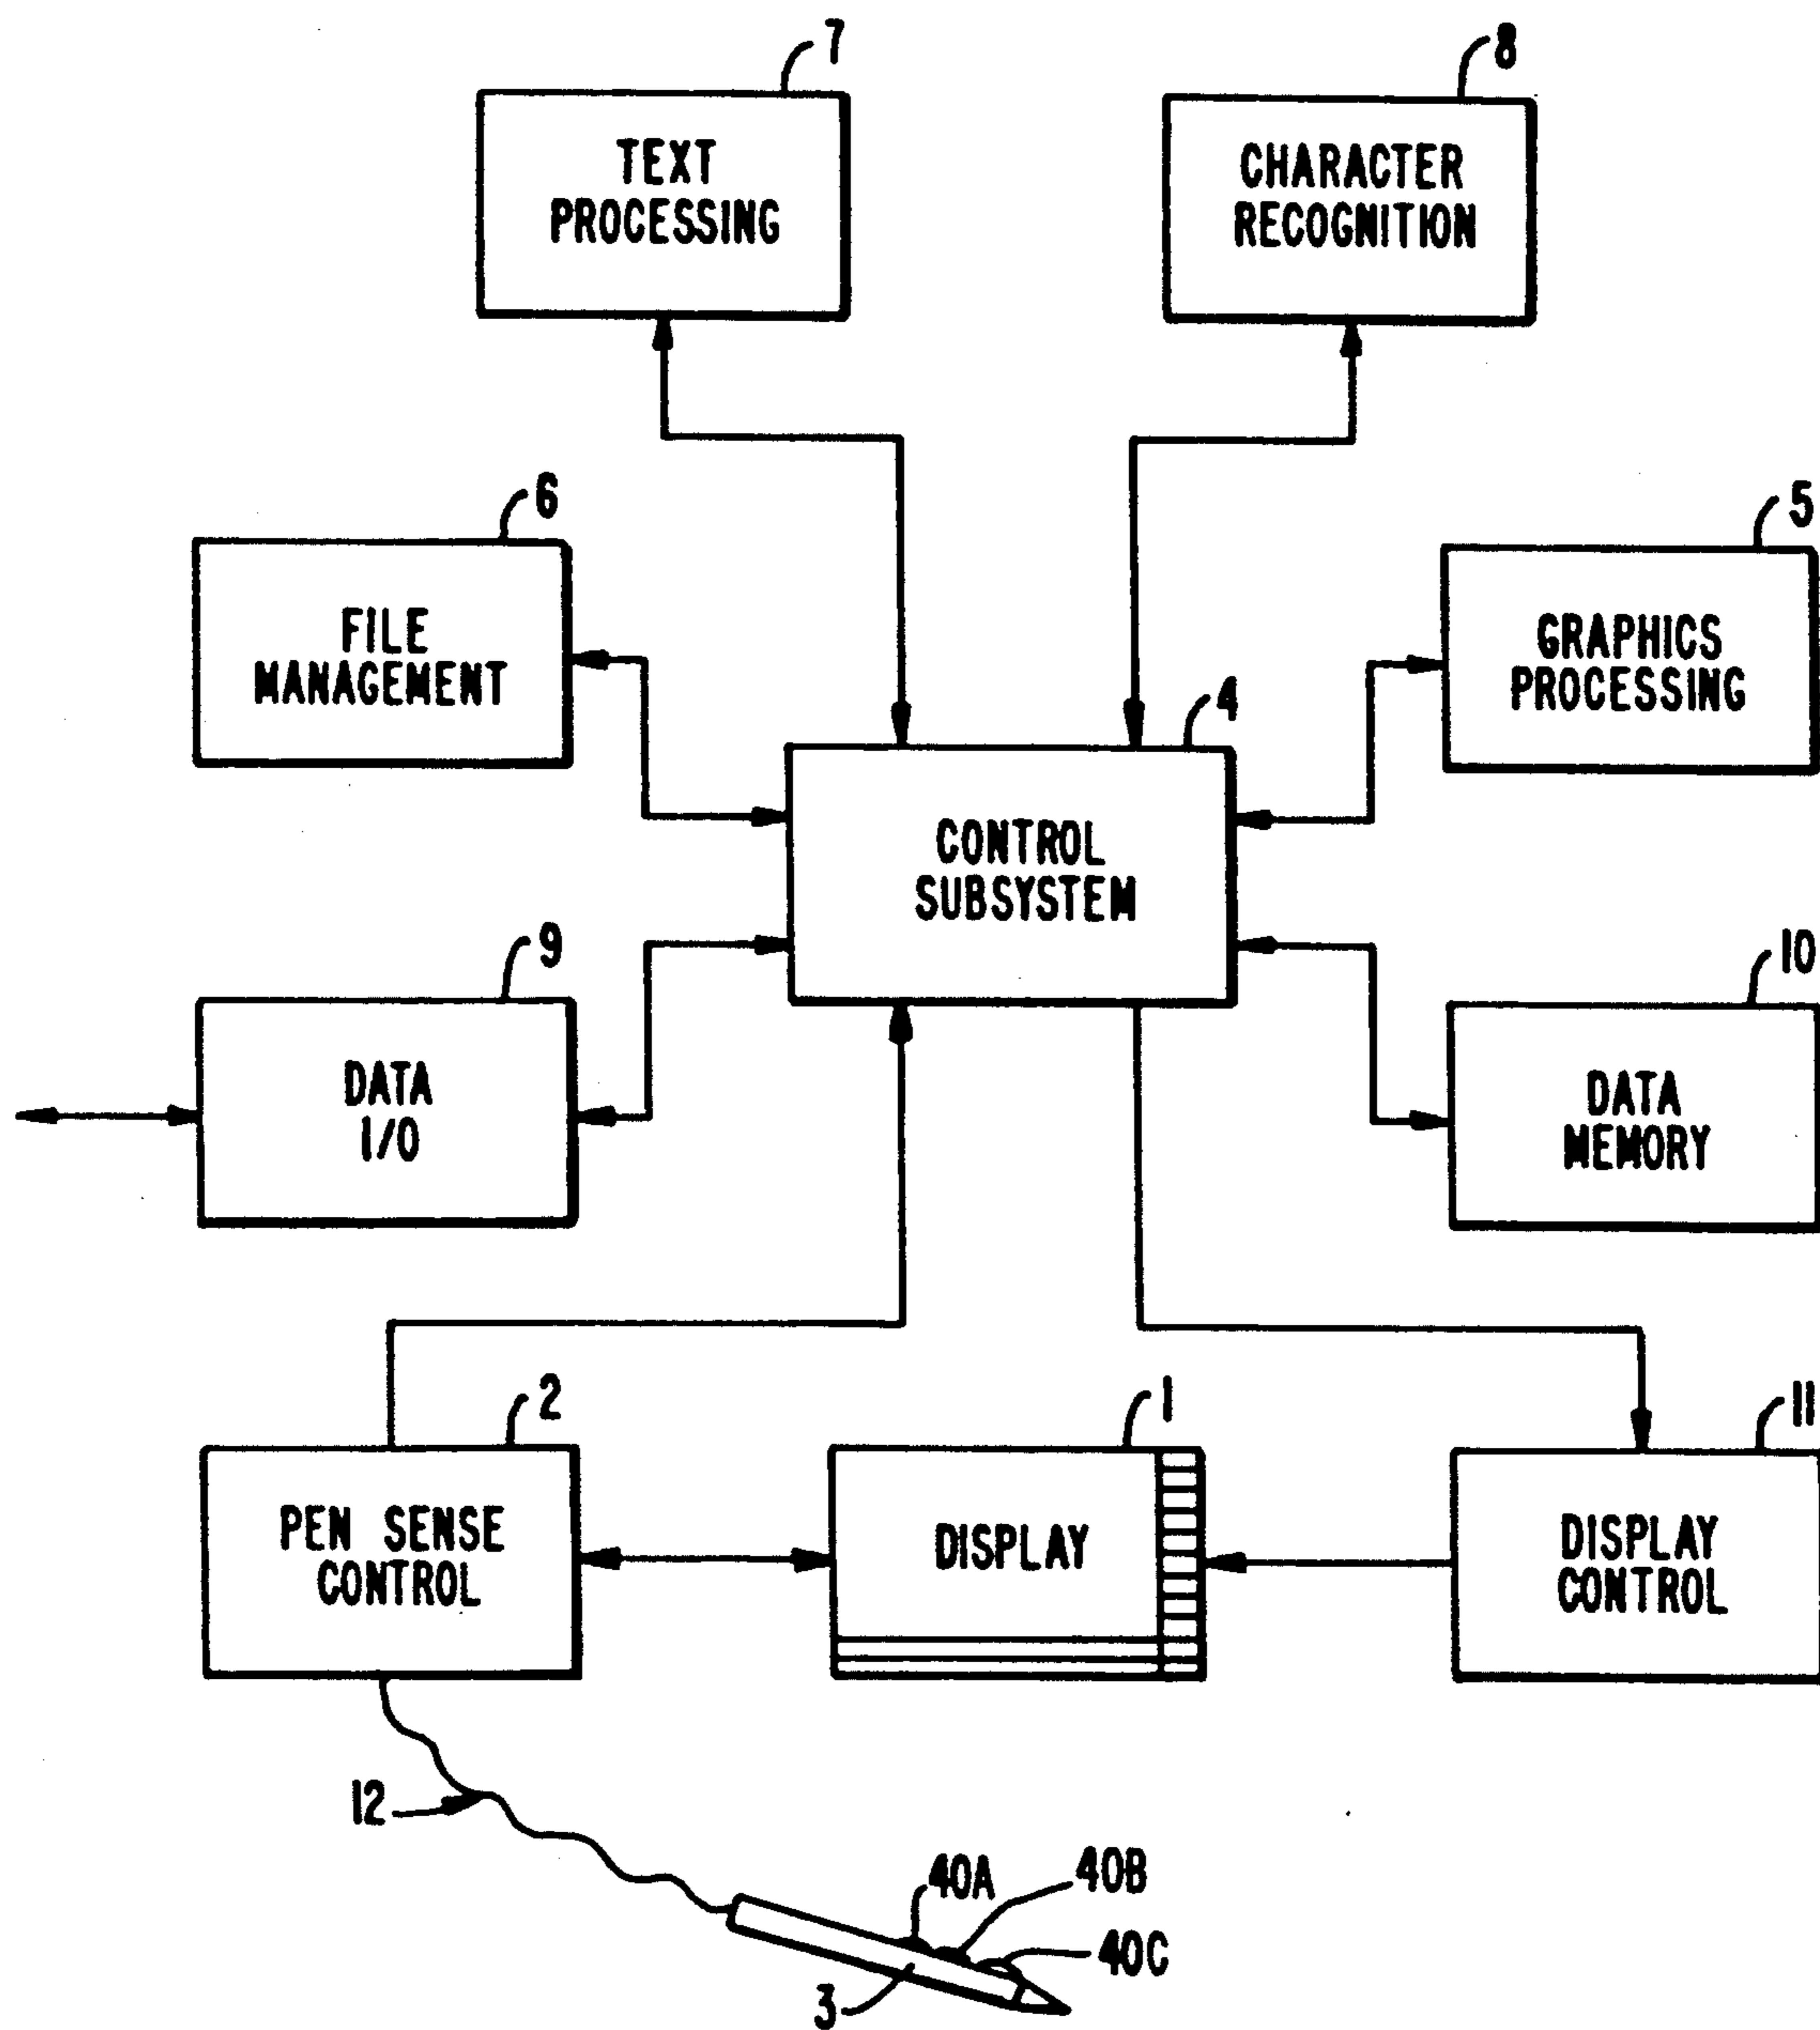 7
8
TEXT
PROCESSING
CHARACTER
RECOGNITION
6
5
FILE
MANAGEMENT
GRAPHICS
PROCESSING
4
CONTROL
SUBSYSTEM
9
10
DATA
I/O
DATA
MEMORY
2
1
11
PEN SENSE
CONTROL
DISPLAY
DISPLAY
CONTROL
12
40A
40B
40C
3